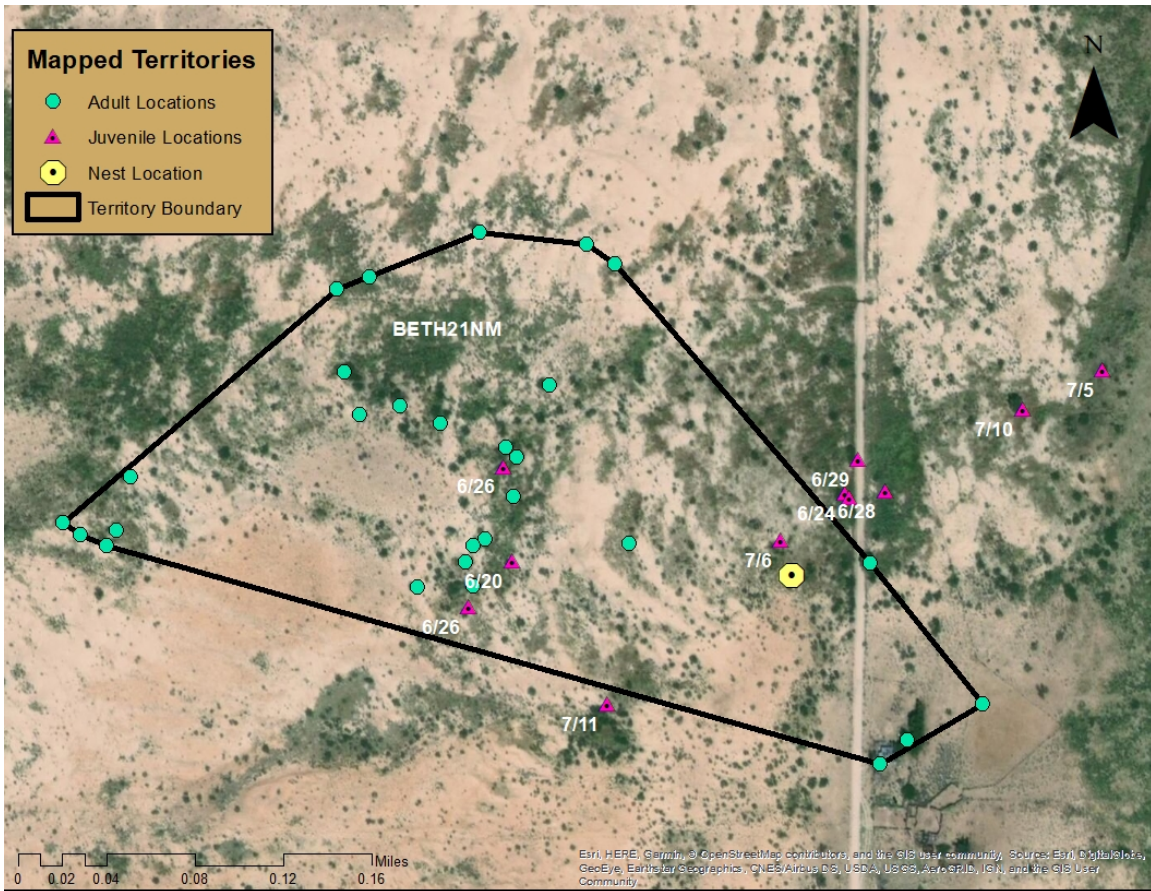 Mapped Territories
Adult Locations
Juvenile Locations
Nest Location
Territory Boundary
N
BETH21NM
7/5
7/10
6/26
6/29
6/24 6/28
7/6
6/20
6/26
7/11
Miles
0 0.02 0.04 0.08 0.12 0.16
Esri, HERE, Garmin, © OpenStreetMap contributors, and the GIS user community, Source: Esri, DigitalGlobe,
GeoEye, Earthstar Geographics, CNES/Airbus DS, USDA, USGS, AeroGRID, IGN, and the GIS User
Community